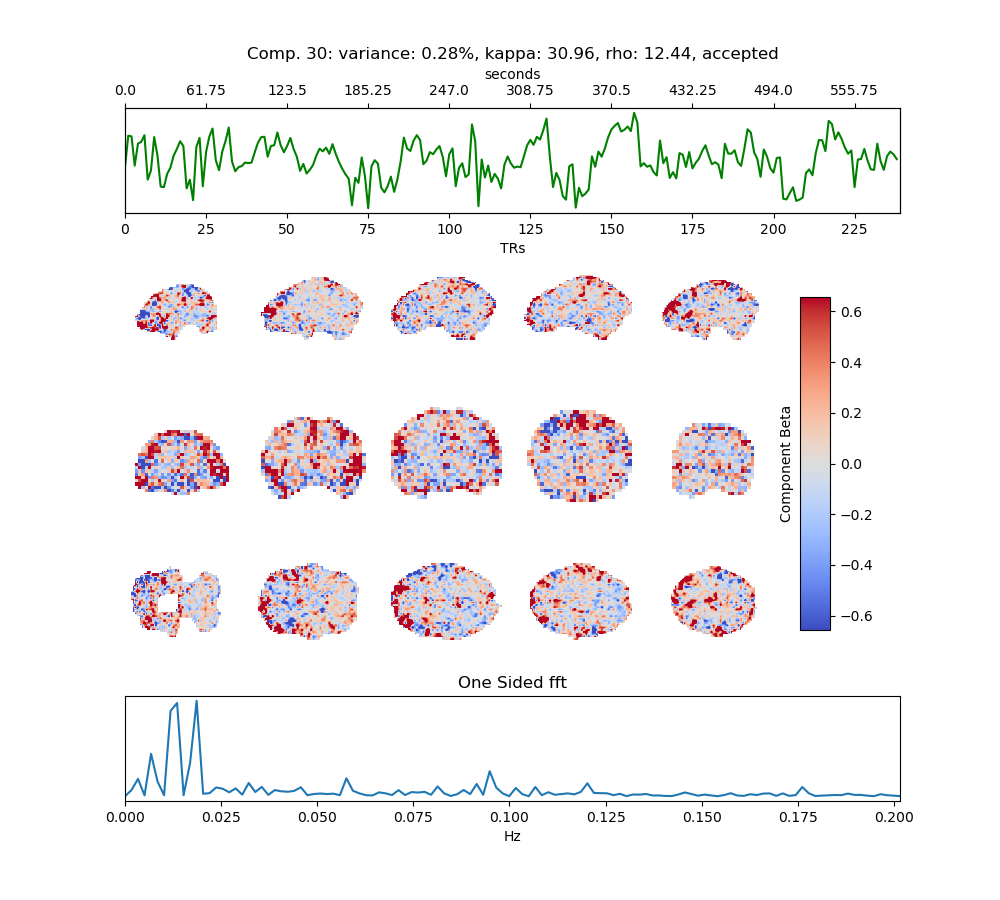 Comp. 30: variance: 0.28%, kappa: 30.96, rho: 12.44, accepted
seconds
0.0 61.75 123.5 185.25 247.0 308.75 370.5 432.25 494.0 555.75
0 25 50 75 100 125 150 175 200 225
TRs
0.6
0.4
0.2
0.0
−0.2
−0.4
−0.6
Component Beta
One Sided fft
0.000 0.025 0.050 0.075 0.100 0.125 0.150 0.175 0.200
Hz